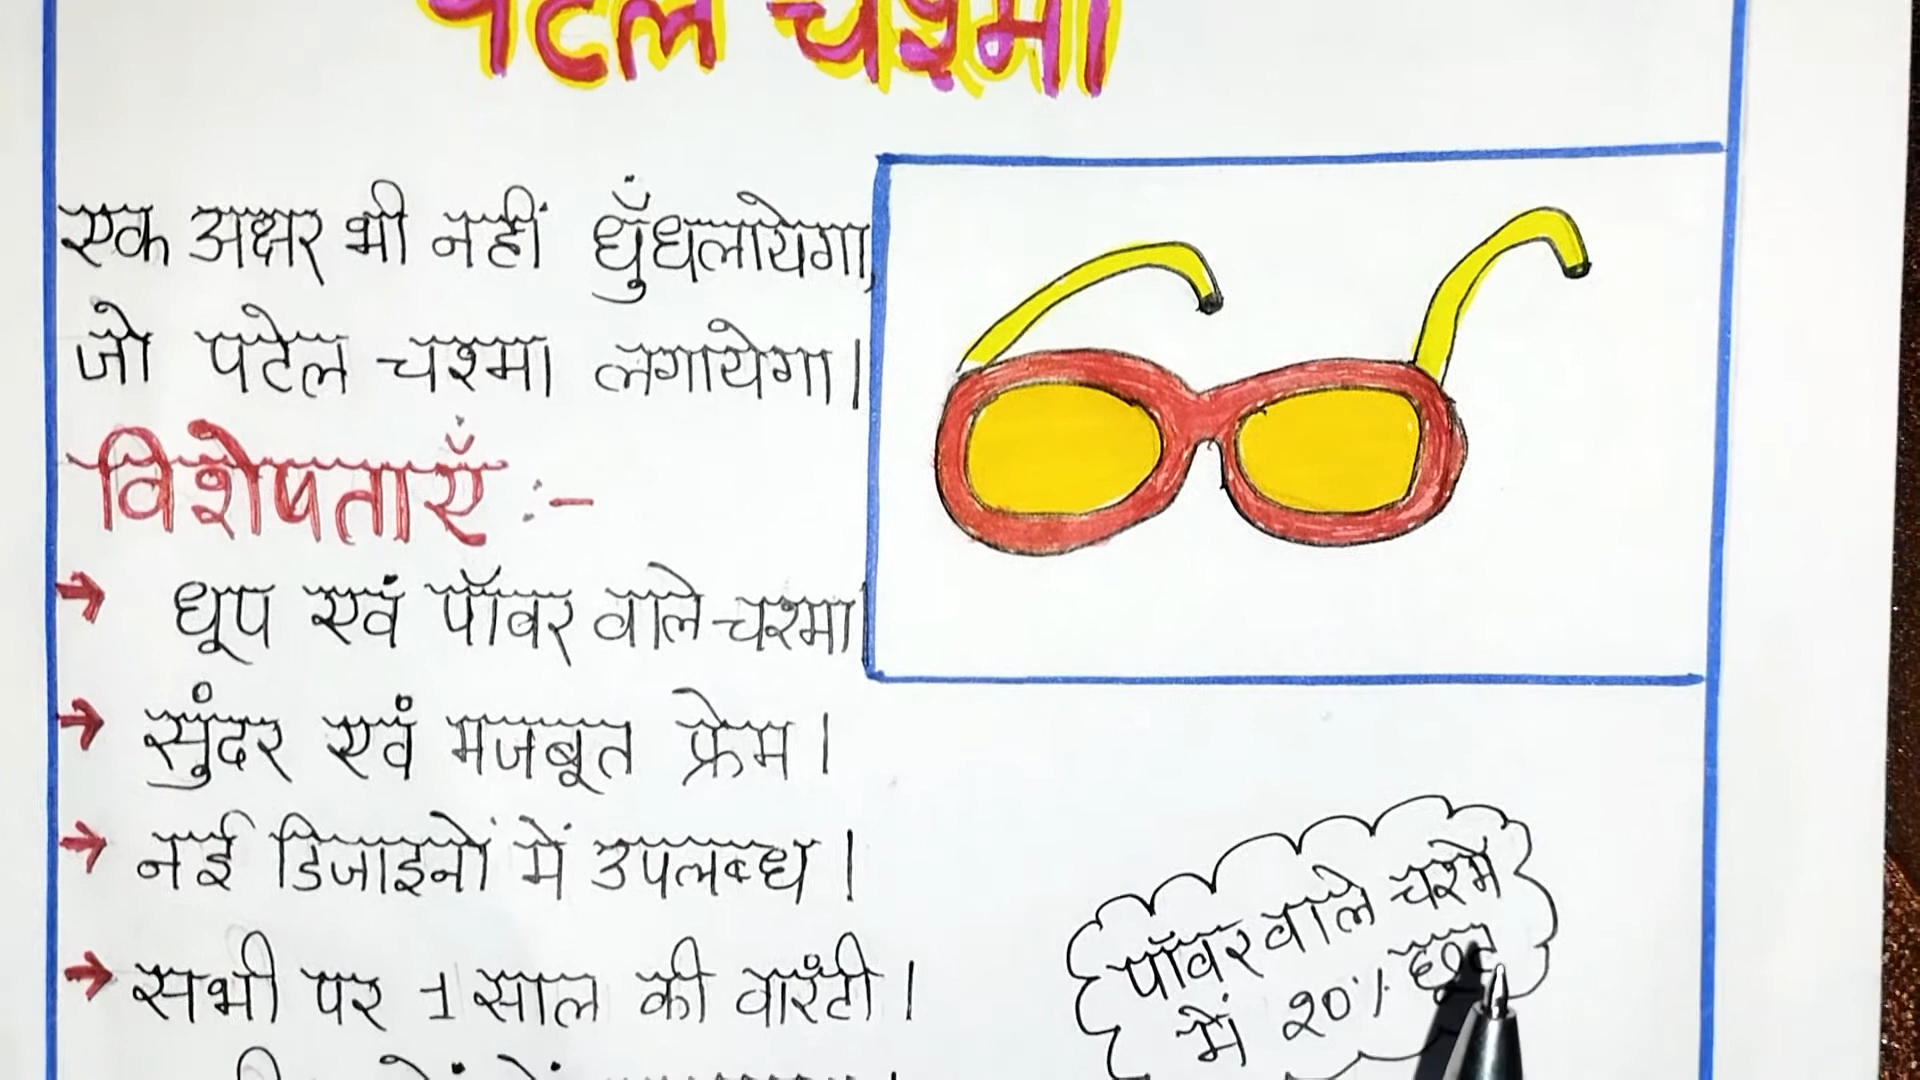 पटेल चश्मा
एक अक्षर भी नहीं धुँधलायेगा,
जो पटेल चश्मा लगायेगा।
विशेषताएँ :-
→ धूप एवं पॉवर वाले चश्मा
→ सुंदर एवं मजबूत फ्रेम।
→ नई डिजाइनों में उपलब्ध।
→ सभी पर 1 साल की वारंटी।
पॉवर वाले चश्में
में २०% छूट